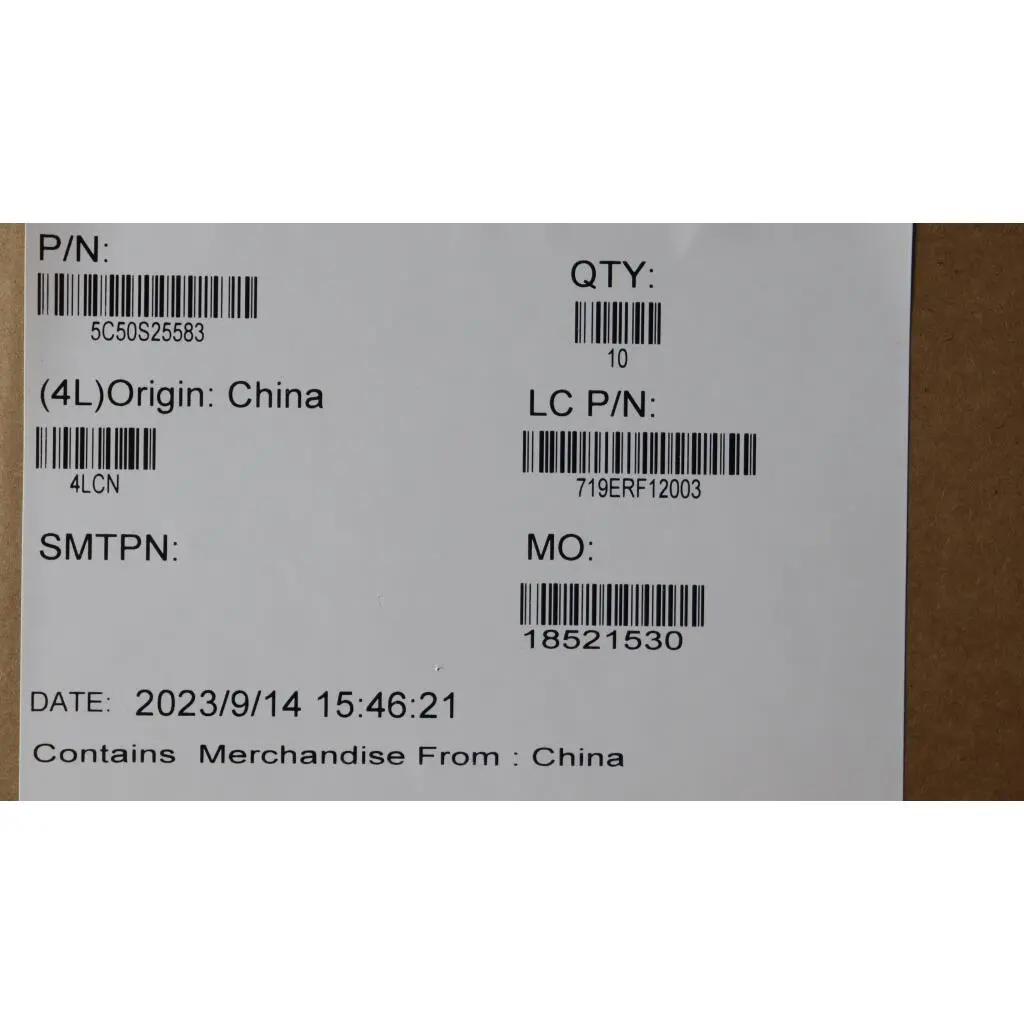 P/N:
5C50S25583
QTY:
10
(4L)Origin: China
4LCN
LC P/N:
719ERF12003
SMTPN:
MO:
18521530
DATE: 2023/9/14 15:46:21
Contains Merchandise From : China